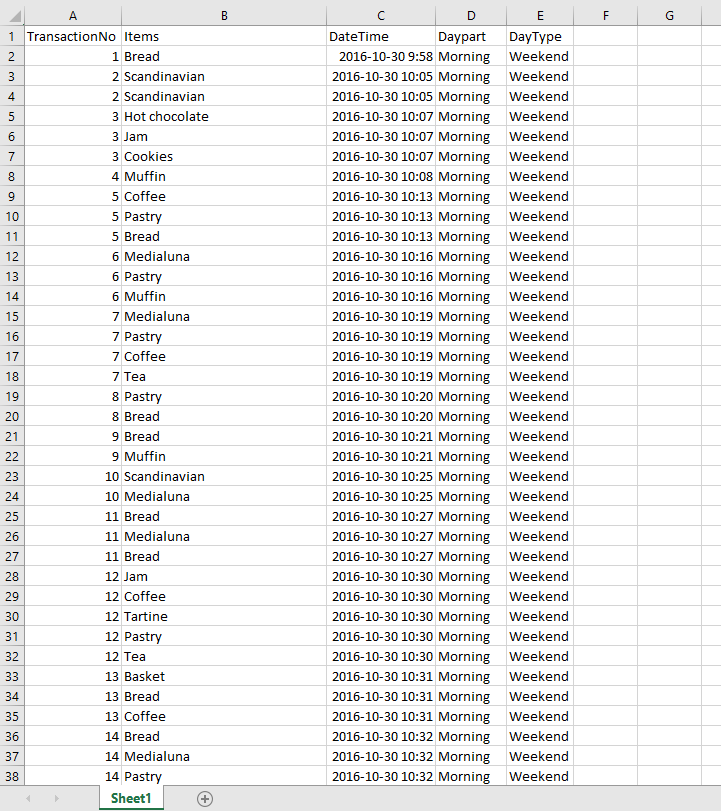 A B C D E F G
1 TransactionNo Items DateTime Daypart DayType
2 1 Bread 2016-10-30 9:58 Morning Weekend
3 2 Scandinavian 2016-10-30 10:05 Morning Weekend
4 2 Scandinavian 2016-10-30 10:05 Morning Weekend
5 3 Hot chocolate 2016-10-30 10:07 Morning Weekend
6 3 Jam 2016-10-30 10:07 Morning Weekend
7 3 Cookies 2016-10-30 10:07 Morning Weekend
8 4 Muffin 2016-10-30 10:08 Morning Weekend
9 5 Coffee 2016-10-30 10:13 Morning Weekend
10 5 Pastry 2016-10-30 10:13 Morning Weekend
11 5 Bread 2016-10-30 10:13 Morning Weekend
12 6 Medialuna 2016-10-30 10:16 Morning Weekend
13 6 Pastry 2016-10-30 10:16 Morning Weekend
14 6 Muffin 2016-10-30 10:16 Morning Weekend
15 7 Medialuna 2016-10-30 10:19 Morning Weekend
16 7 Pastry 2016-10-30 10:19 Morning Weekend
17 7 Coffee 2016-10-30 10:19 Morning Weekend
18 7 Tea 2016-10-30 10:19 Morning Weekend
19 8 Pastry 2016-10-30 10:20 Morning Weekend
20 8 Bread 2016-10-30 10:20 Morning Weekend
21 9 Bread 2016-10-30 10:21 Morning Weekend
22 9 Muffin 2016-10-30 10:21 Morning Weekend
23 10 Scandinavian 2016-10-30 10:25 Morning Weekend
24 10 Medialuna 2016-10-30 10:25 Morning Weekend
25 11 Bread 2016-10-30 10:27 Morning Weekend
26 11 Medialuna 2016-10-30 10:27 Morning Weekend
27 11 Bread 2016-10-30 10:27 Morning Weekend
28 12 Jam 2016-10-30 10:30 Morning Weekend
29 12 Coffee 2016-10-30 10:30 Morning Weekend
30 12 Tartine 2016-10-30 10:30 Morning Weekend
31 12 Pastry 2016-10-30 10:30 Morning Weekend
32 12 Tea 2016-10-30 10:30 Morning Weekend
33 13 Basket 2016-10-30 10:31 Morning Weekend
34 13 Bread 2016-10-30 10:31 Morning Weekend
35 13 Coffee 2016-10-30 10:31 Morning Weekend
36 14 Bread 2016-10-30 10:32 Morning Weekend
37 14 Medialuna 2016-10-30 10:32 Morning Weekend
38 14 Pastry 2016-10-30 10:32 Morning Weekend
Sheet1